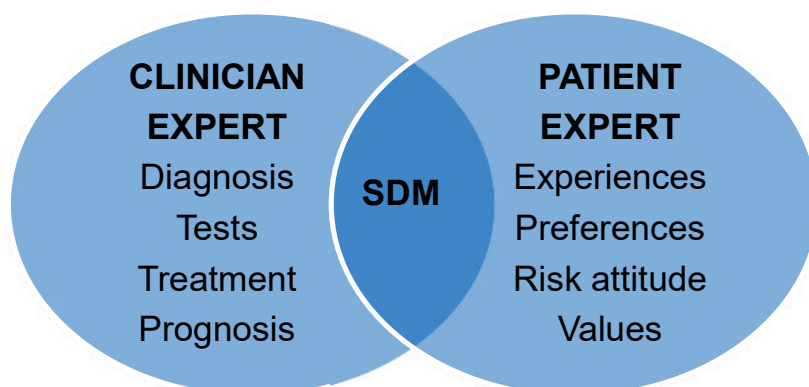 CLINICIAN
EXPERT
Diagnosis
Tests
Treatment
Prognosis
SDM
PATIENT
EXPERT
Experiences
Preferences
Risk attitude
Values